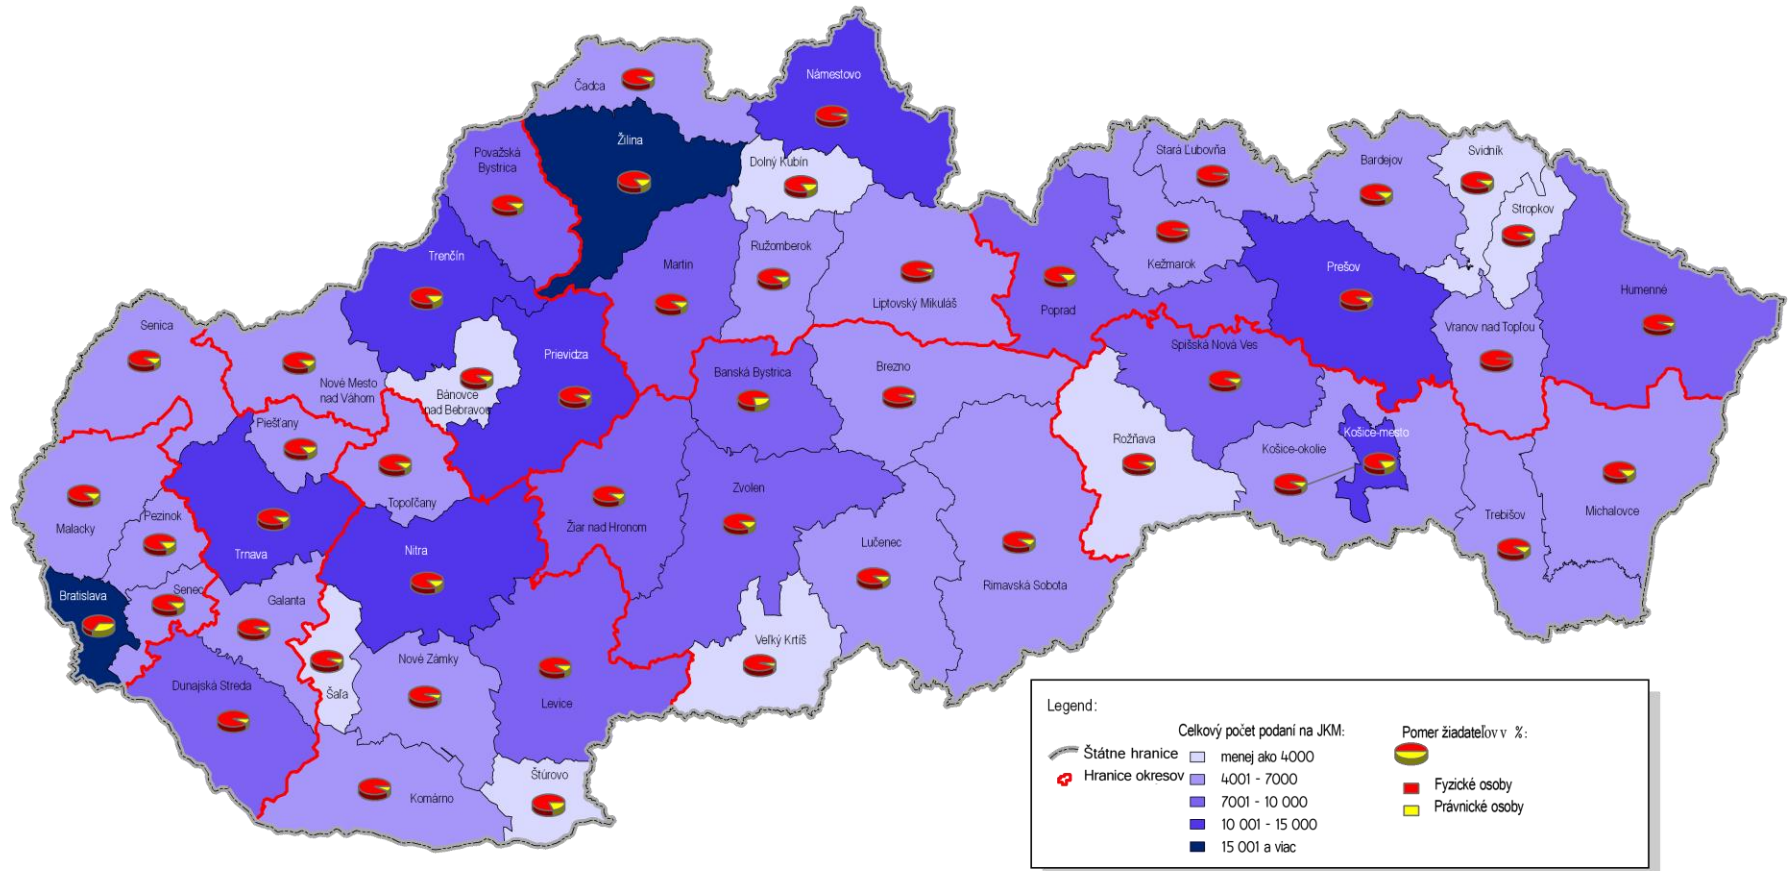 Námestovo
Čadca
Žilina
Považská
Bystrica
Dolný Kubín
Stará Ľubovňa
Bardejov
Svidník
Stropkov
Trenčín
Martin
Ružomberok
Liptovský Mikuláš
Kežmarok
Poprad
Prešov
Humenné
Senica
Nové Mesto
nad Váhom
Bánovce
nad Bebravou
Prievidza
Banská Bystrica
Brezno
Spišská Nová Ves
Vranov nad Topľou
Piešťany
Topoľčany
Rožňava
Košice-mesto
Košice-okolie
Malacky
Pezinok
Trnava
Nitra
Žiar nad Hronom
Zvolen
Lučenec
Rimavská Sobota
Trebišov
Michalovce
Bratislava
Senec
Galanta
Šaľa
Nové Zámky
Levice
Veľký Krtíš
Dunajská Streda
Komárno
Štúrovo
Legend:
Celkový počet podaní na JKM:
Pomer žiadateľov v %:
Štátne hranice
Hranice okresov
menej ako 4000
4001 - 7000
7001 - 10 000
10 001 - 15 000
15 001 a viac
Fyzické osoby
Právnické osoby